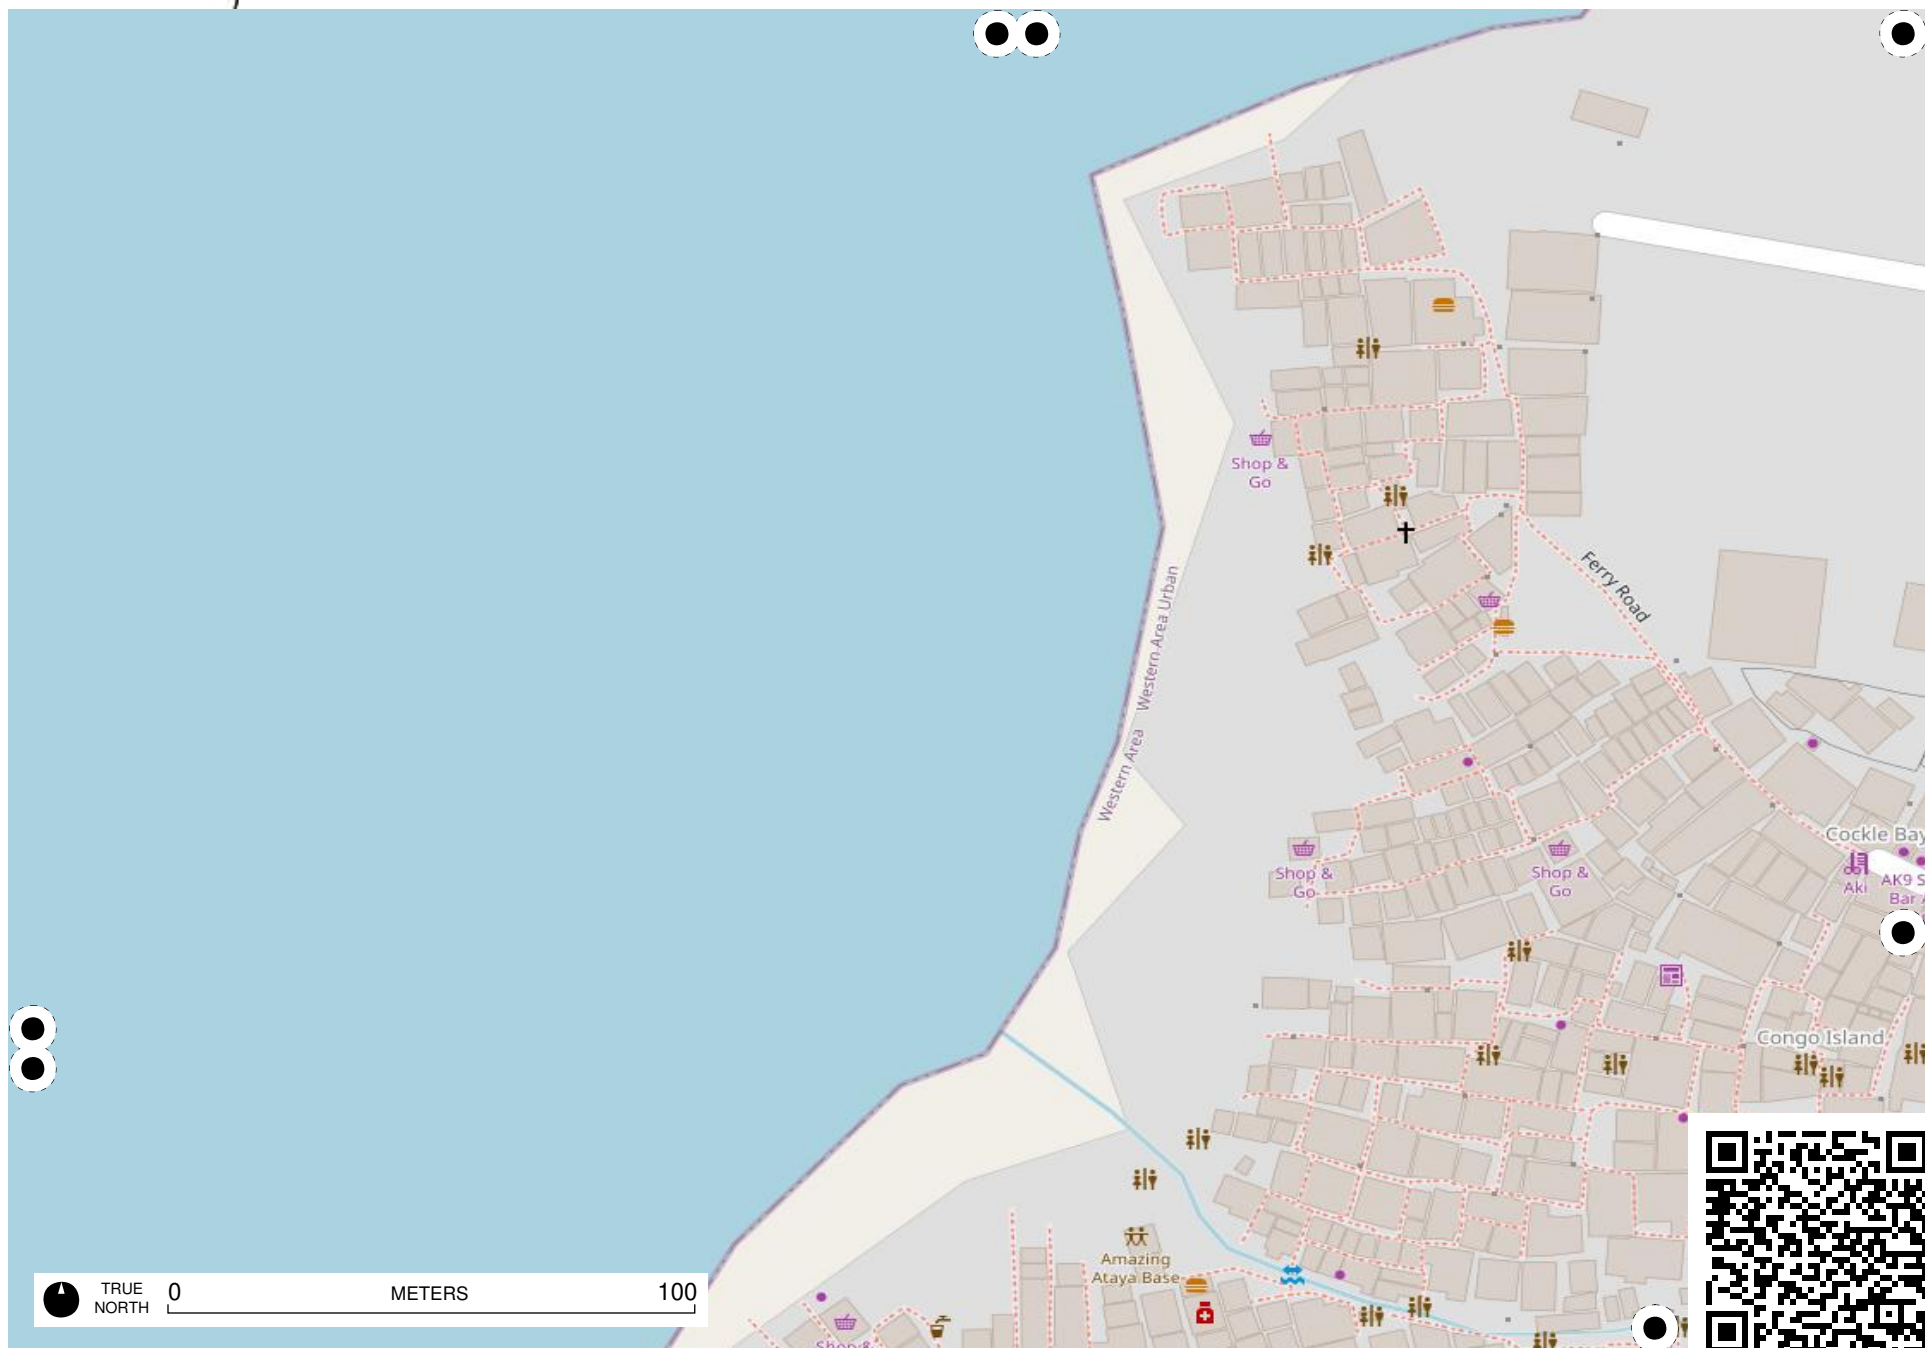 Shop &
Go
Western Area Urban
Ferry Road
Western Area
Cockle Bay
Shop &
Go
Shop &
Go
Aki
AK9 S
Bar
Congo Island
Amazing
Ataya Base
TRUE
NORTH
0
METERS
100
Shop &